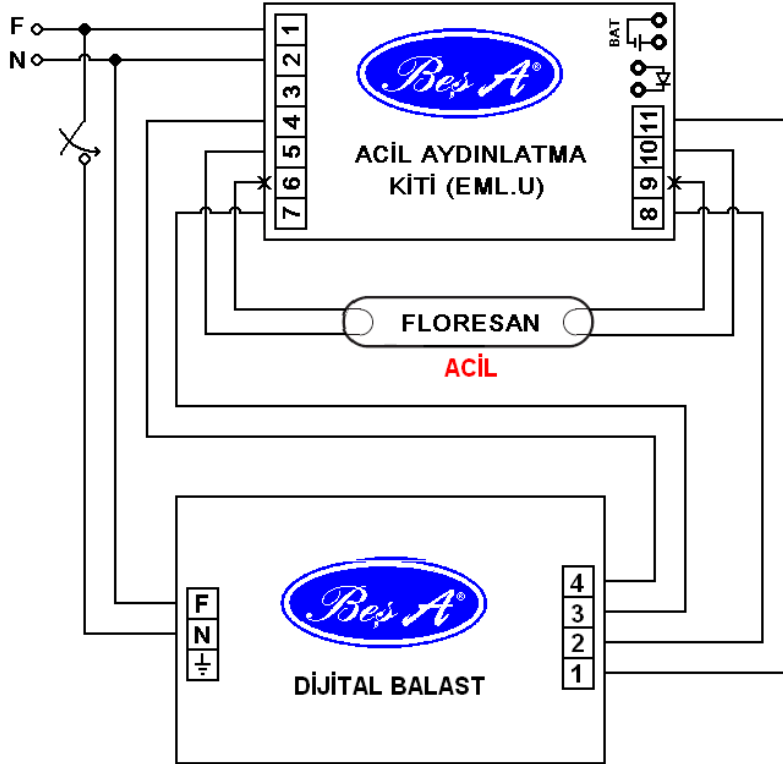 F
N
1
2
3
4
5
6
7
Beş A®
BAT
11
10
9
8
ACİL AYDINLATMA
KİTİ (EML.U)
FLORESAN
ACİL
F
N
Beş A®
DİJİTAL BALAST
4
3
2
1